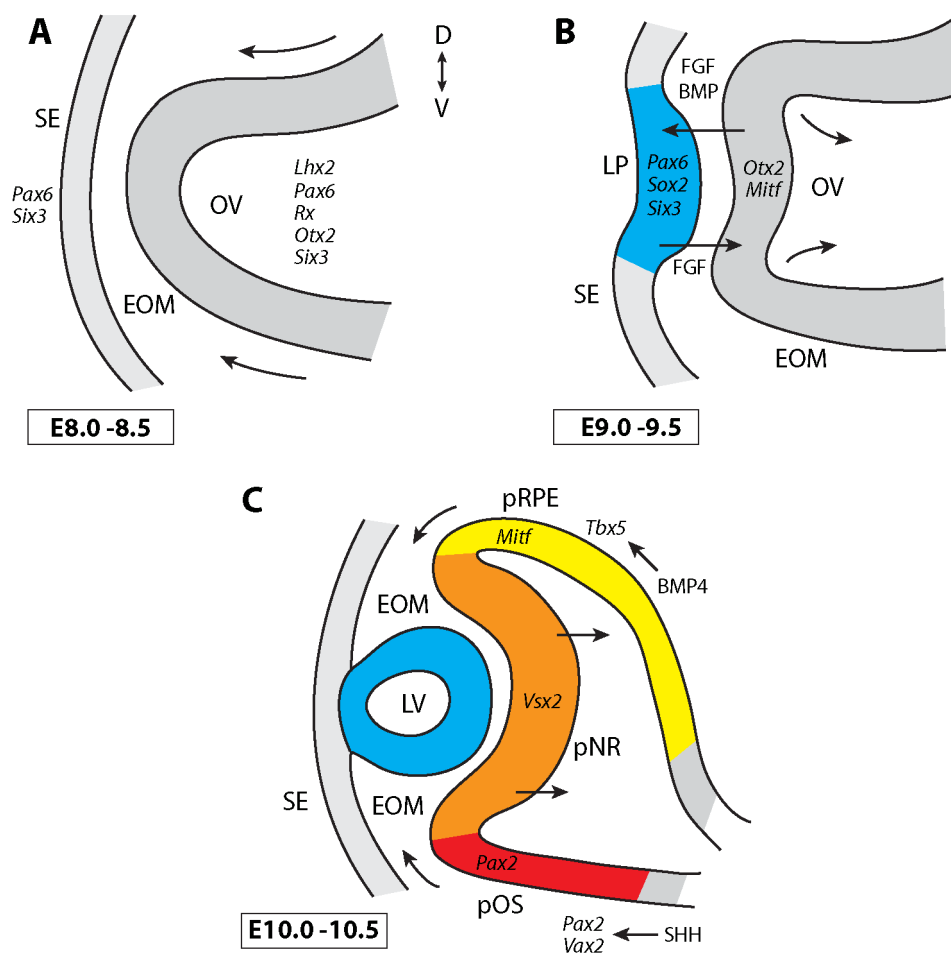 A
D
V
SE
Pax6
Six3
OV
Lhx2
Pax6
Rx
Otx2
Six3
EOM
E8.0 -8.5
B
FGF
BMP
LP
Pax6
Sox2
Six3
Otx2
Mitf
OV
FGF
SE
EOM
E9.0 -9.5
C
pRPE
Mitf
Tbx5
BMP4
EOM
LV
Vsx2
pNR
SE
EOM
Pax2
pOS
Pax2
Vax2
SHH
E10.0 -10.5